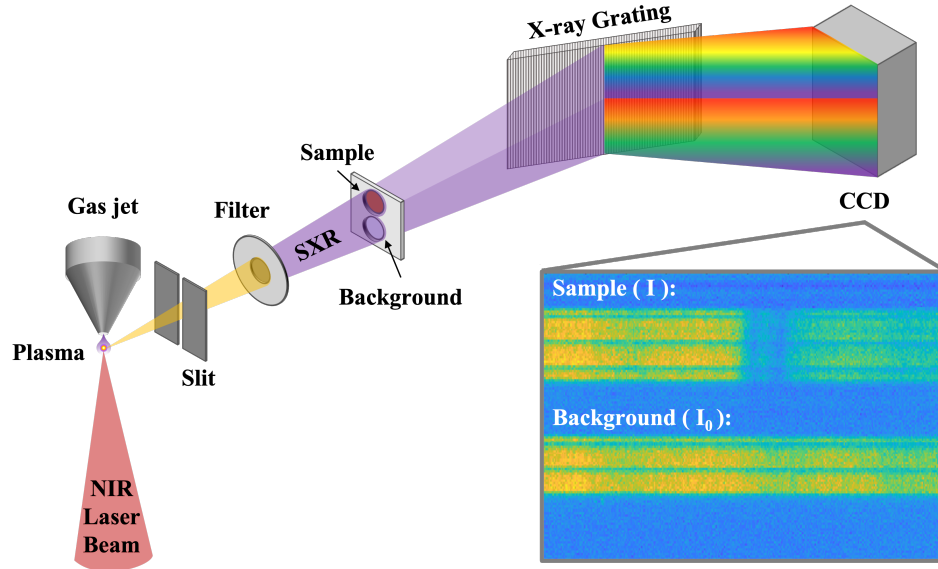 X-ray Grating
Sample
Gas jet
Filter
CCD
SXR
Background
Plasma
Slit
NIR
Laser
Beam
Sample ( I ):
Background ( I₀ ):